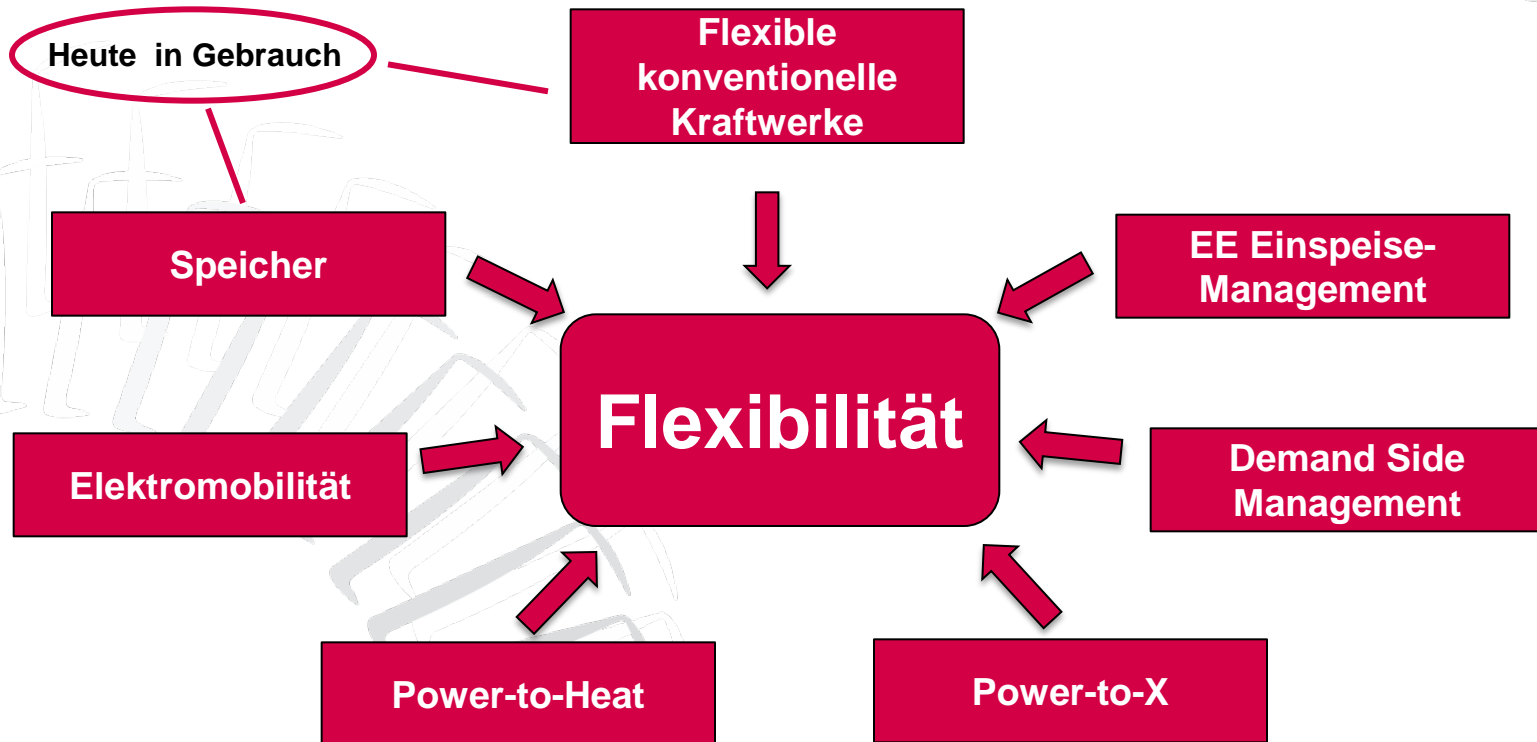 Heute in Gebrauch
Flexible
konventionelle
Kraftwerke
Speicher
EE Einspeise-
Management
Flexibilität
Elektromobilität
Demand Side
Management
Power-to-Heat
Power-to-X